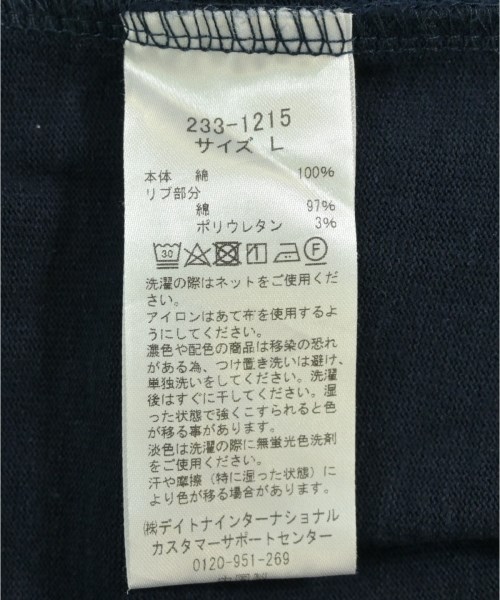 233-1215
サイズ L
本体 綿 100%
リブ部分
綿 97%
ポリウレタン 3%
30 F
洗濯の際はネットをご使用くだ
さい。
アイロンはあて布を使用するよ
うにしてください。
濃色や配色の商品は移染の恐れ
がある為、つけ置き洗いは避け、
単独洗いをしてください。洗濯
後はすぐに干してください。湿
った状態で強くこすられると色
が移る事があります。
淡色は洗濯の際に無蛍光色洗剤
をご使用ください。
汗や摩擦（特に湿った状態）に
より色が移る場合があります。
㈱デイトナインターナショナル
カスタマーサポートセンター
0120-951-269